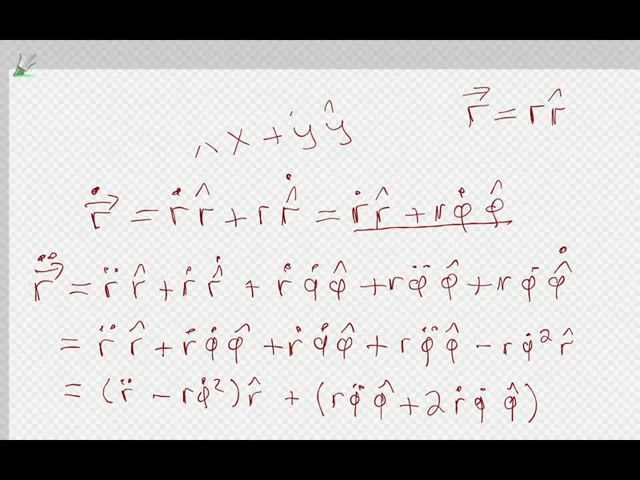 r⃗ = r r̂
^ x + ẏ ŷ
ṙ⃗ = ṙ r̂ + r r̂̇ = ṙ r̂ + r φ̇ φ̂
r̈⃗ = r̈ r̂ + ṙ r̂̇ + ṙ φ̇ φ̂ + r φ̈ φ̂ + r φ̇ φ̂̇
= r̈ r̂ + ṙ φ̇ φ̂ + ṙ φ̇ φ̂ + r φ̈ φ̂ − r φ̇² r̂
= (r̈ − r φ̇²) r̂ + (r φ̈ φ̂ + 2 ṙ φ̇ φ̂)